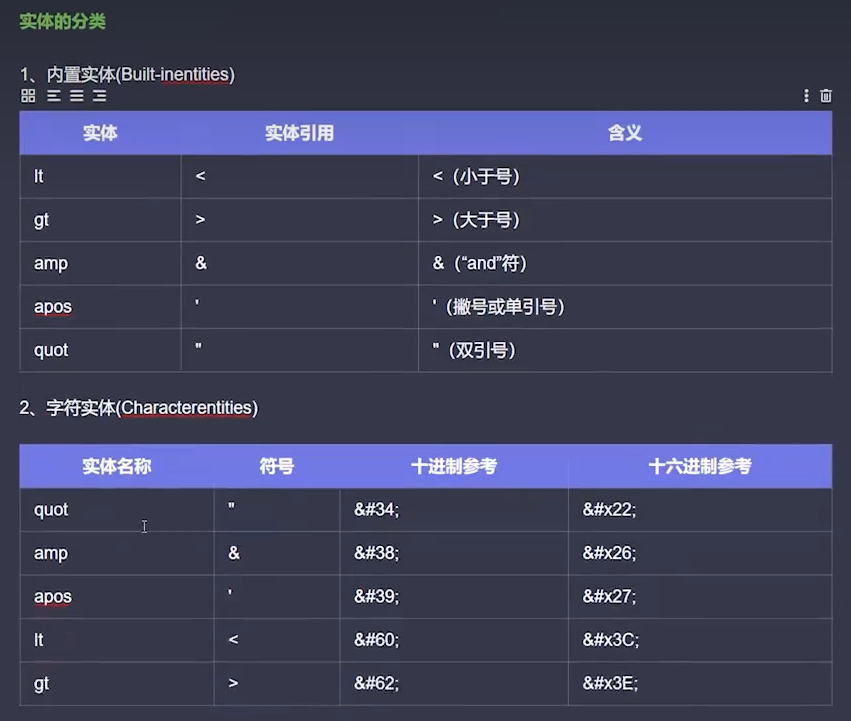 实体的分类
1、内置实体(Built-inentities)
实体 实体引用 含义
lt < <（小于号）
gt > >（大于号）
amp & &（“and”符）
apos ' '（撇号或单引号）
quot " "（双引号）
2、字符实体(Characterentities)
实体名称 符号 十进制参考 十六进制参考
quot " &#34; &#x22;
amp & &#38; &#x26;
apos ' &#39; &#x27;
lt < &#60; &#x3C;
gt > &#62; &#x3E;